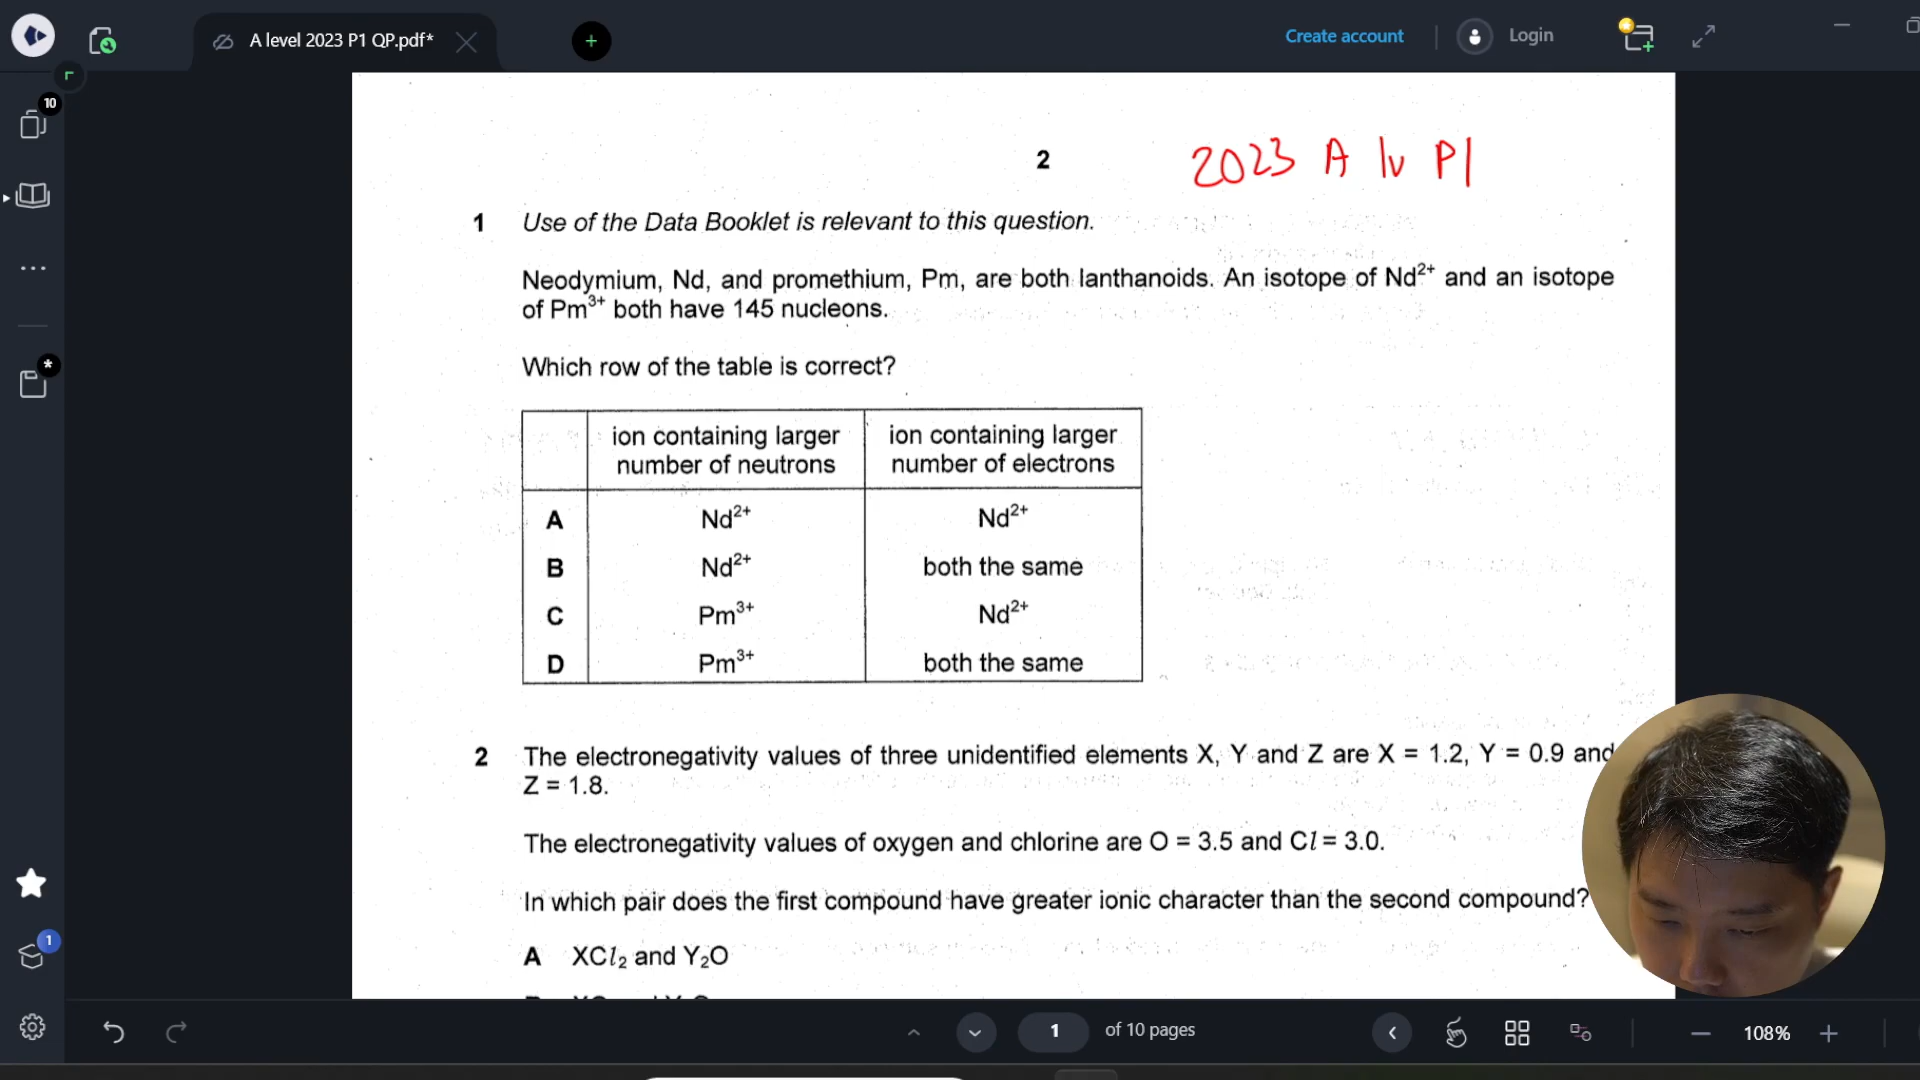 A level 2023 P1 QP.pdf*
Create account
Login
10
2
2023 A lv P1
1 Use of the Data Booklet is relevant to this question.
Neodymium, Nd, and promethium, Pm, are both lanthanoids. An isotope of Nd²⁺ and an isotope
of Pm³⁺ both have 145 nucleons.
Which row of the table is correct?
ion containing larger number of neutrons
ion containing larger number of electrons
A Nd²⁺ Nd²⁺
B Nd²⁺ both the same
C Pm³⁺ Nd²⁺
D Pm³⁺ both the same
2 The electronegativity values of three unidentified elements X, Y and Z are X = 1.2, Y = 0.9 and
Z = 1.8.
The electronegativity values of oxygen and chlorine are O = 3.5 and Cl = 3.0.
In which pair does the first compound have greater ionic character than the second compound?
A XCl₂ and Y₂O
1
1 of 10 pages
108%